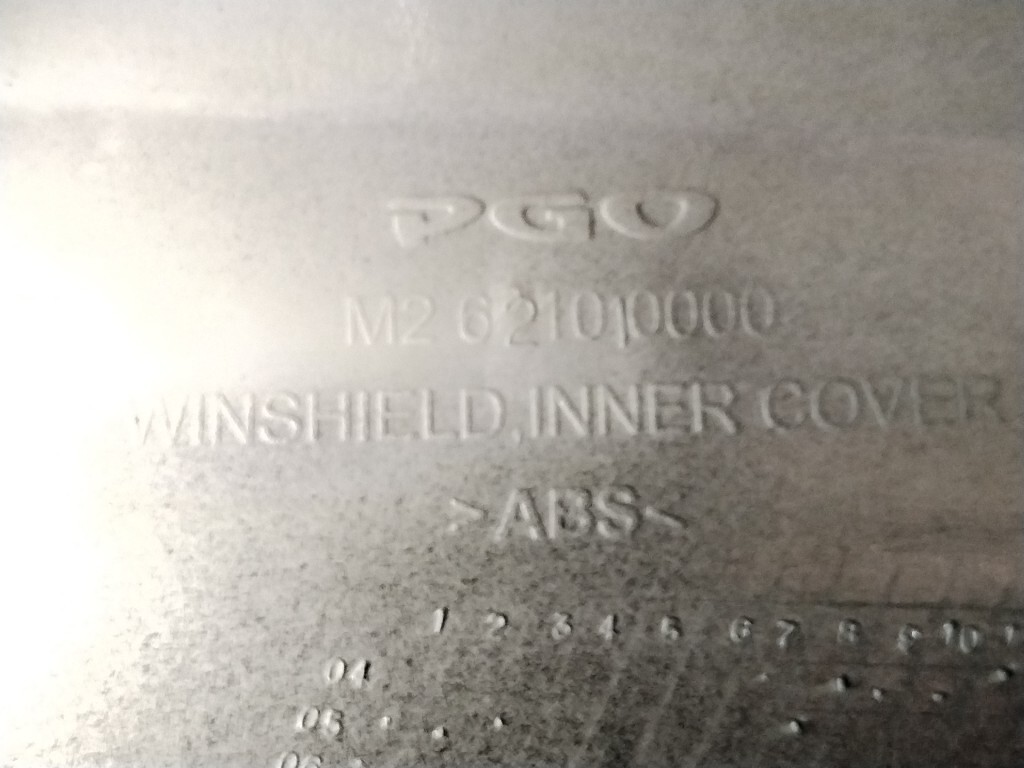 PGO
M2 621010000
WINSHIELD,INNER COVER
>ABS<
1 2 3 4 5 6 7 8 9 10
04
05
06